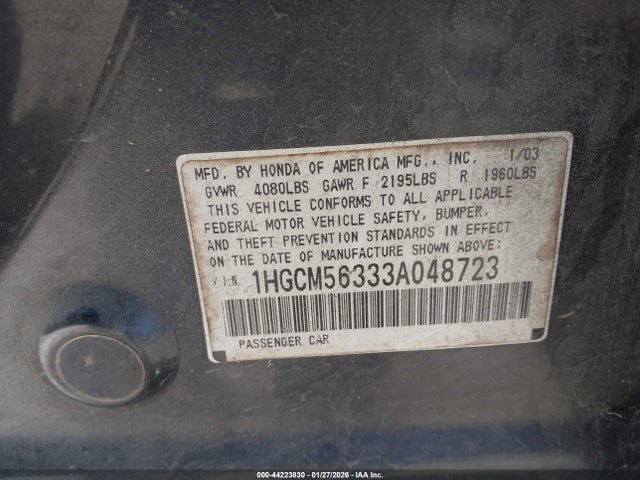 MFD. BY HONDA OF AMERICA MFG., INC. 1/03
GVWR 4080LBS GAWR F 2195LBS R 1960LBS
THIS VEHICLE CONFORMS TO ALL APPLICABLE
FEDERAL MOTOR VEHICLE SAFETY, BUMPER,
AND THEFT PREVENTION STANDARDS IN EFFECT
ON THE DATE OF MANUFACTURE SHOWN ABOVE:
V.I.N. 1HGCM56333A048723
PASSENGER CAR
000-44223830 - 01/27/2026 - IAA Inc.